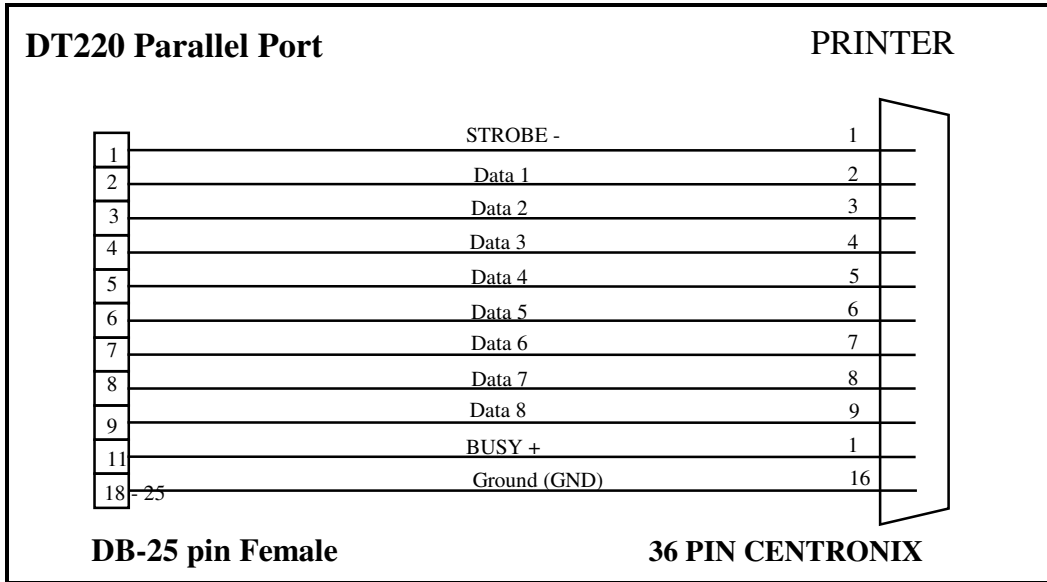 DT220 Parallel Port PRINTER
1 STROBE - 1
2 Data 1 2
3 Data 2 3
4 Data 3 4
5 Data 4 5
6 Data 5 6
7 Data 6 7
8 Data 7 8
9 Data 8 9
11 BUSY + 1
18 - 25 Ground (GND) 16
DB-25 pin Female 36 PIN CENTRONIX